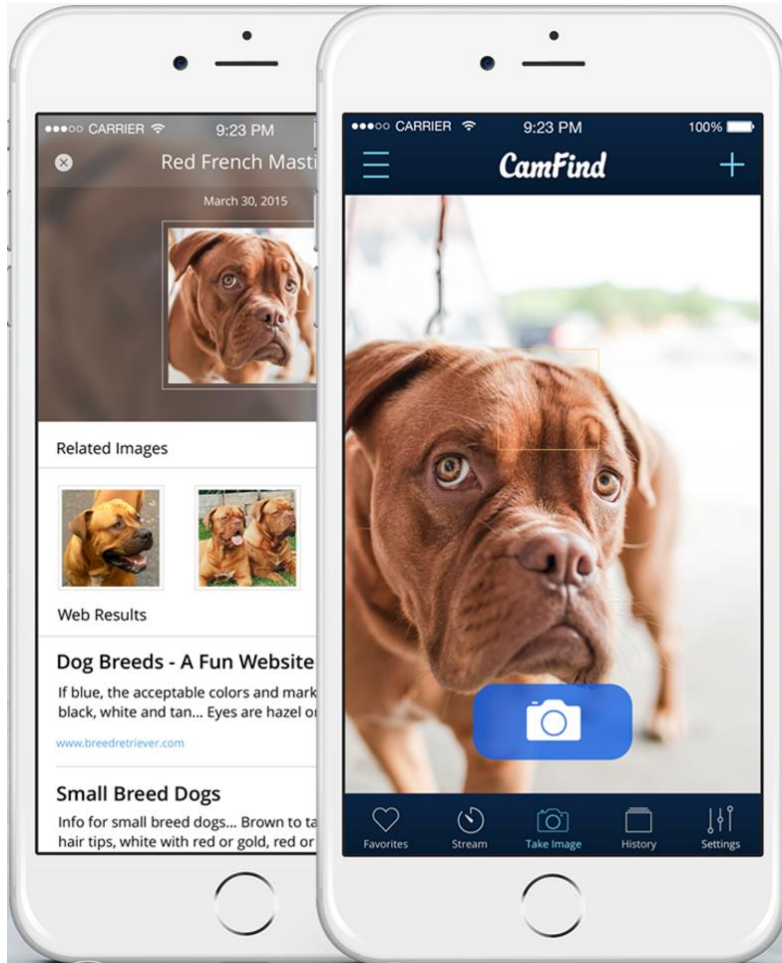 CARRIER 9:23 PM
Red French Masti
March 30, 2015
Related Images
Web Results
Dog Breeds - A Fun Website
If blue, the acceptable colors and mark
black, white and tan... Eyes are hazel or
www.breedretriever.com
Small Breed Dogs
Info for small breed dogs... Brown to ta
hair tips, white with red or gold, red or
CARRIER 9:23 PM 100%
CamFind
Favorites Stream Take Image History Settings